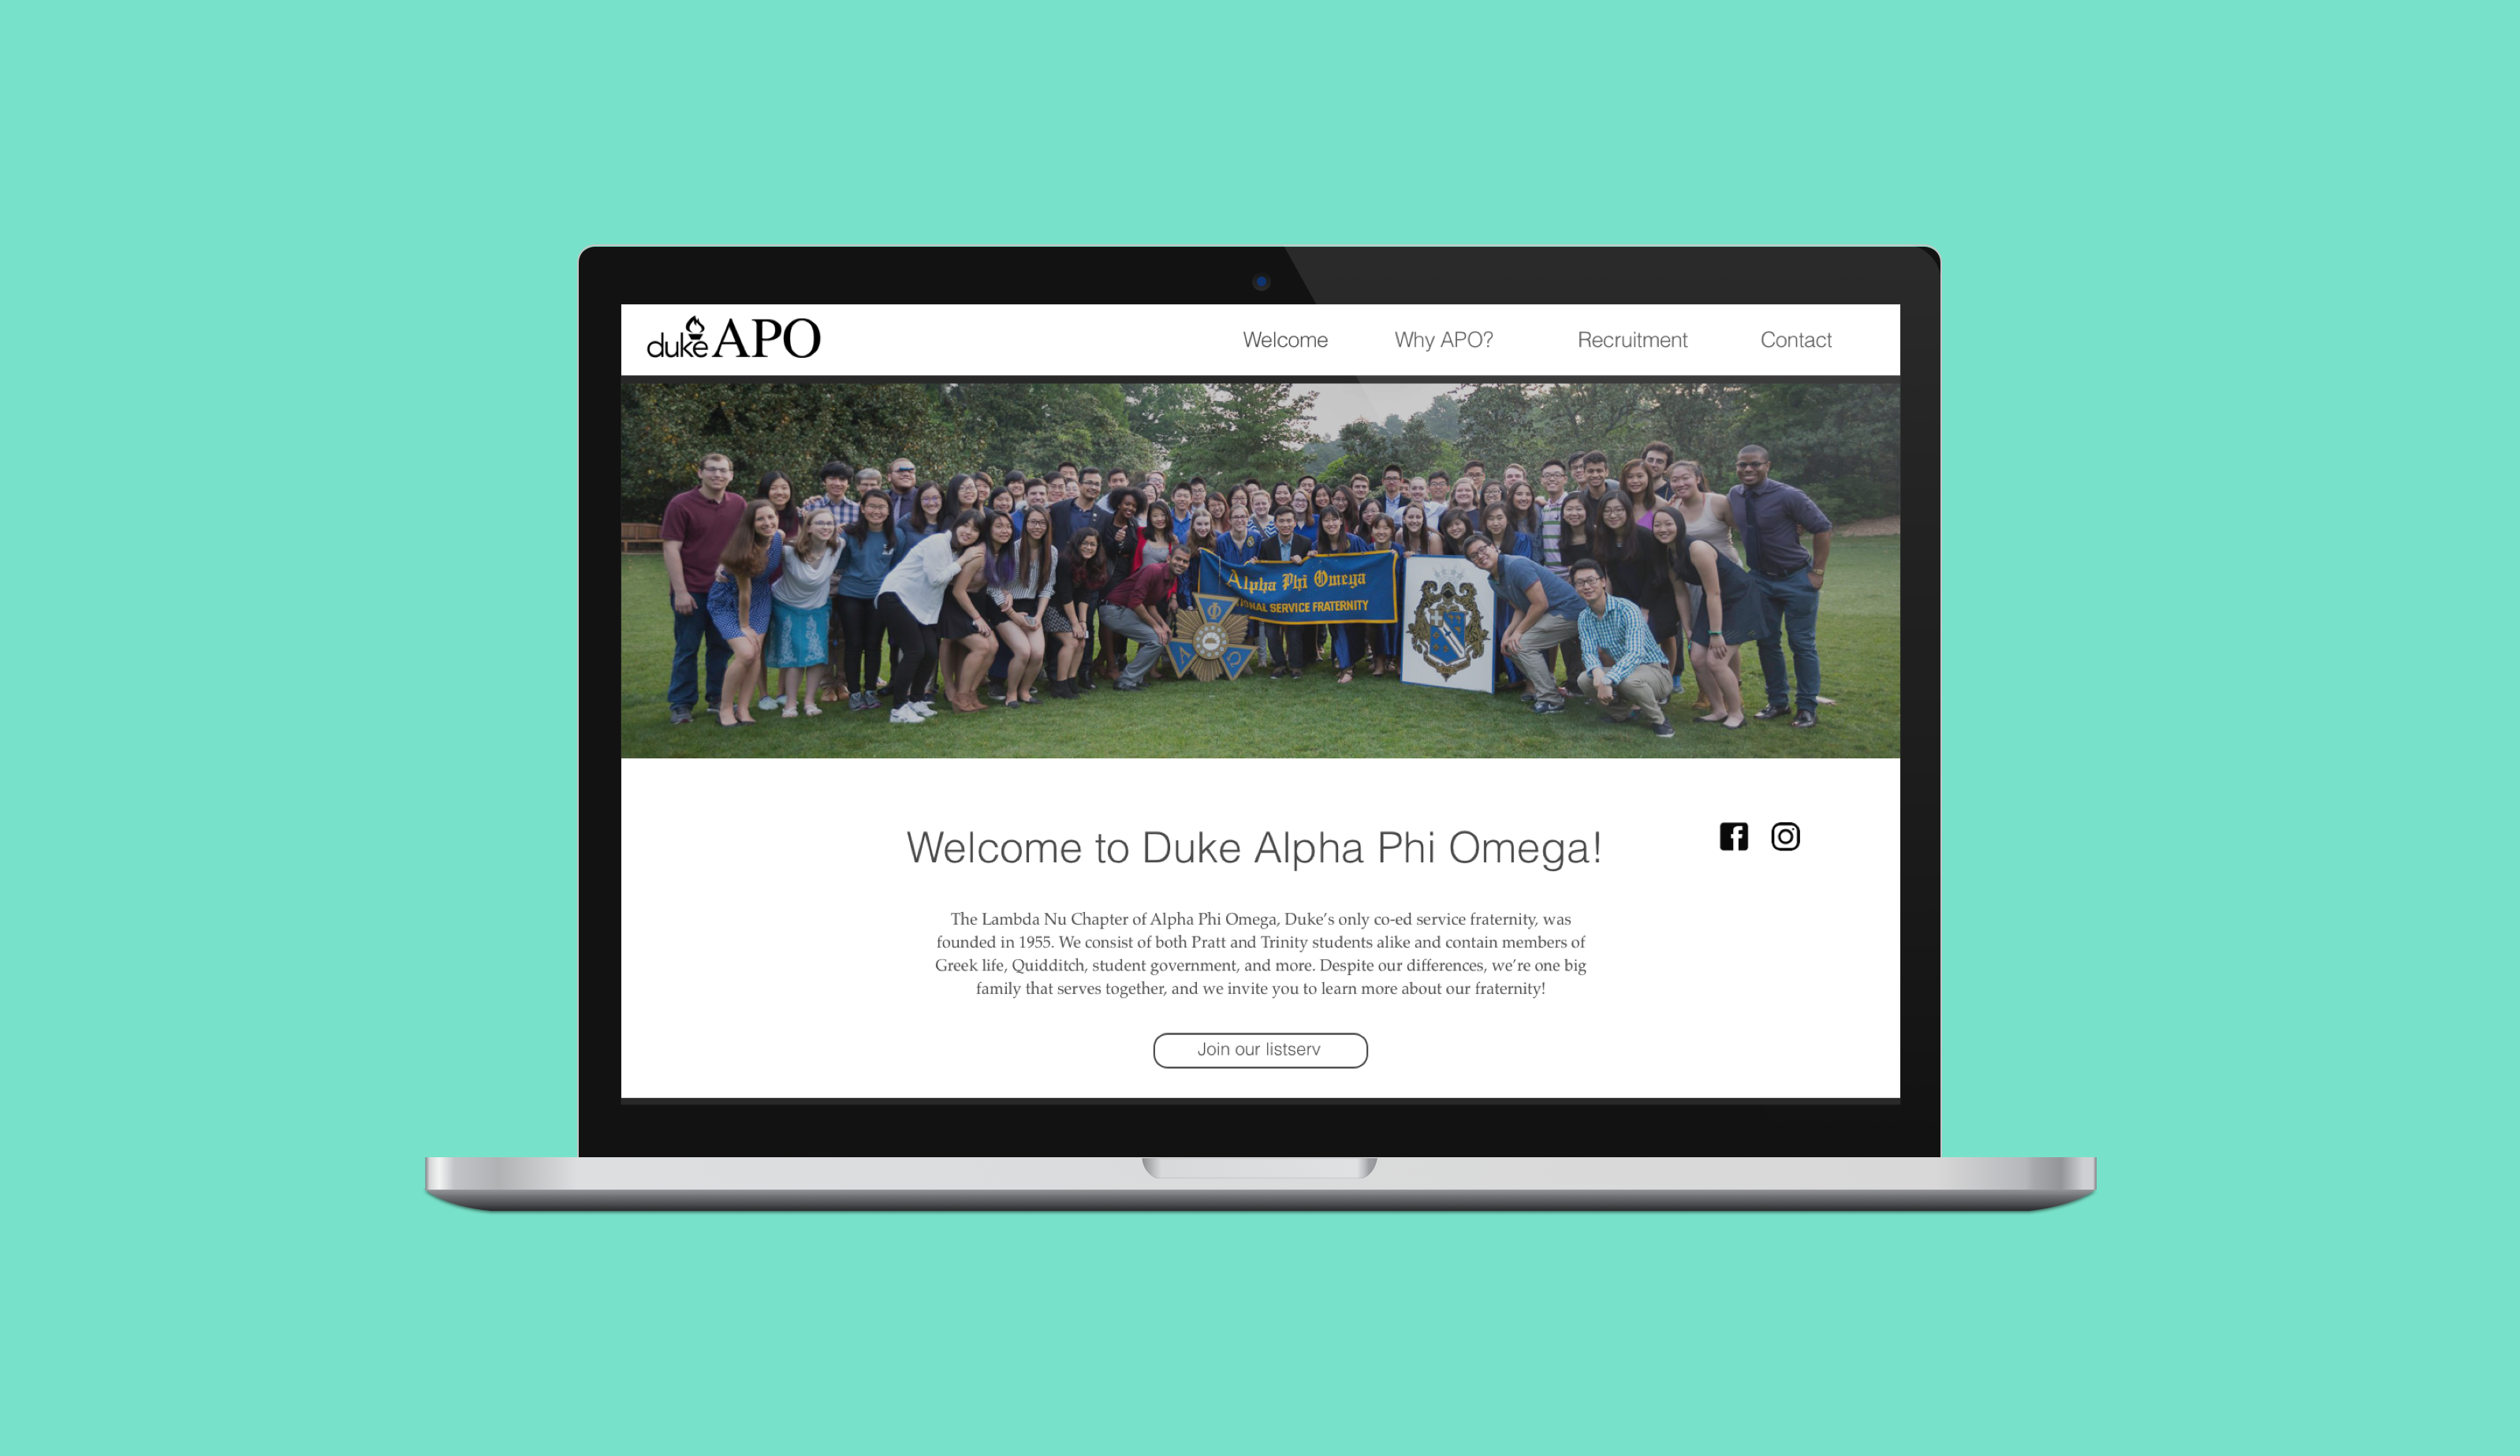 duke APO
Welcome Why APO? Recruitment Contact
Alpha Phi Omega
SERVICE FRATERNITY
Φ
Α Ω
Welcome to Duke Alpha Phi Omega!
The Lambda Nu Chapter of Alpha Phi Omega, Duke's only co-ed service fraternity, was
founded in 1955. We consist of both Pratt and Trinity students alike and contain members of
Greek life, Quidditch, student government, and more. Despite our differences, we're one big
family that serves together, and we invite you to learn more about our fraternity!
Join our listserv